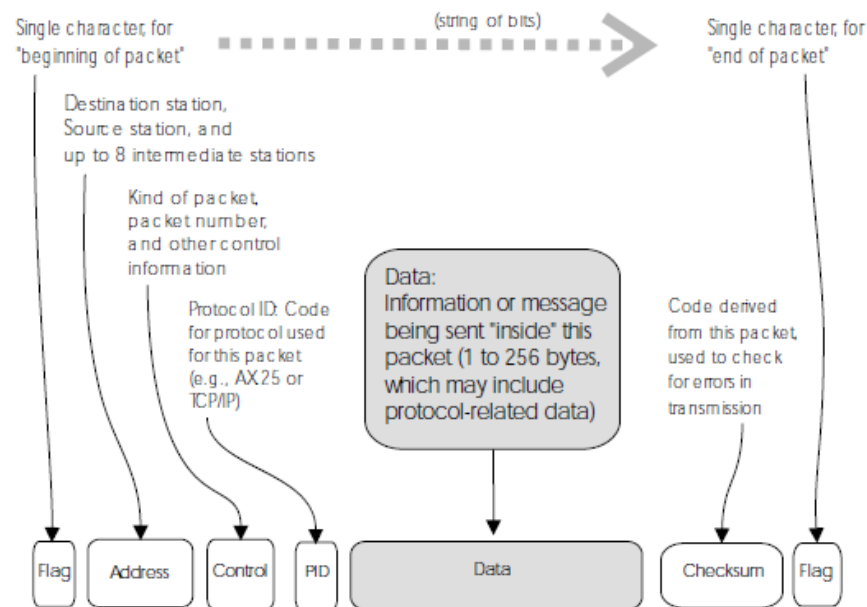 Single character, for
"beginning of packet"
(string of bits)
Single character, for
"end of packet"
Destination station,
Source station, and
up to 8 intermediate stations
Kind of packet,
packet number,
and other control
information
Protocol ID: Code
for protocol used
for this packet
(e.g., AX.25 or
TCP/IP)
Data:
Information or message
being sent "inside" this
packet (1 to 256 bytes,
which may include
protocol-related data)
Code derived
from this packet,
used to check
for errors in
transmission
Flag
Address
Control
PID
Data
Checksum
Flag